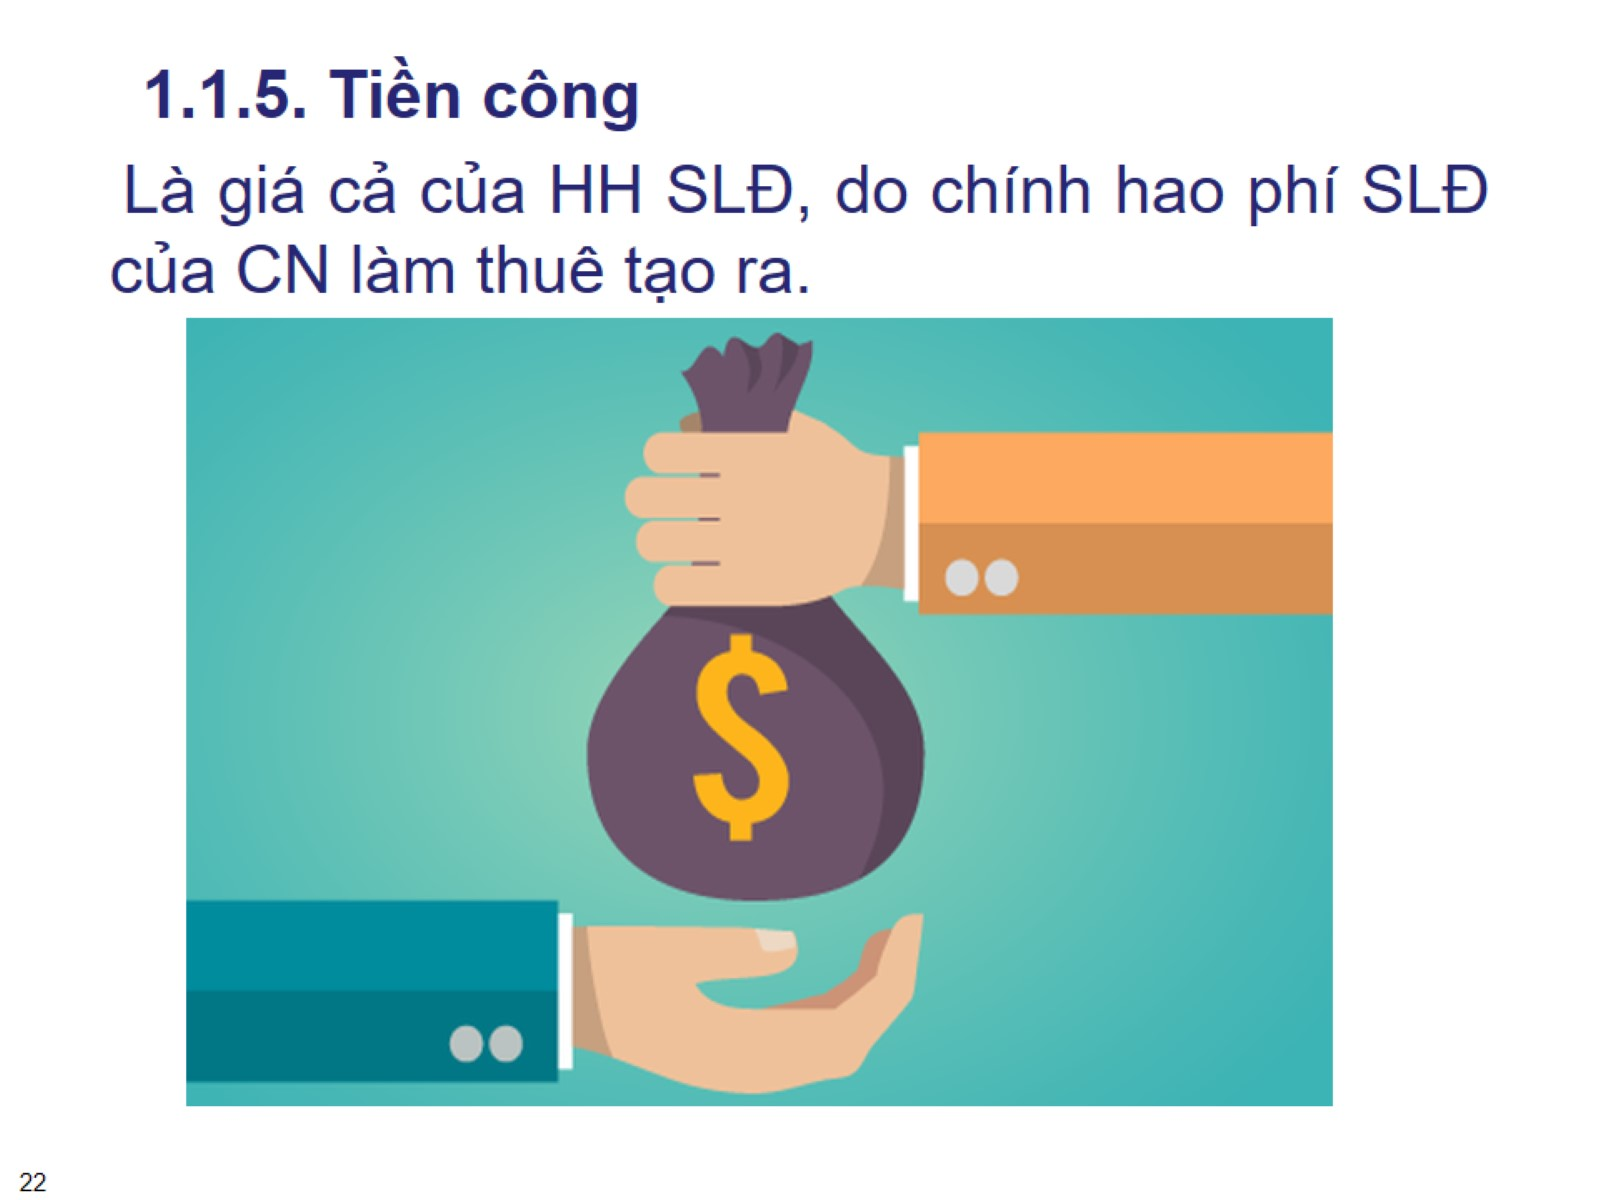 1.1.5. Tiền công
Là giá cả của HH SLĐ, do chính hao phí SLĐ
của CN làm thuê tạo ra.
$
22